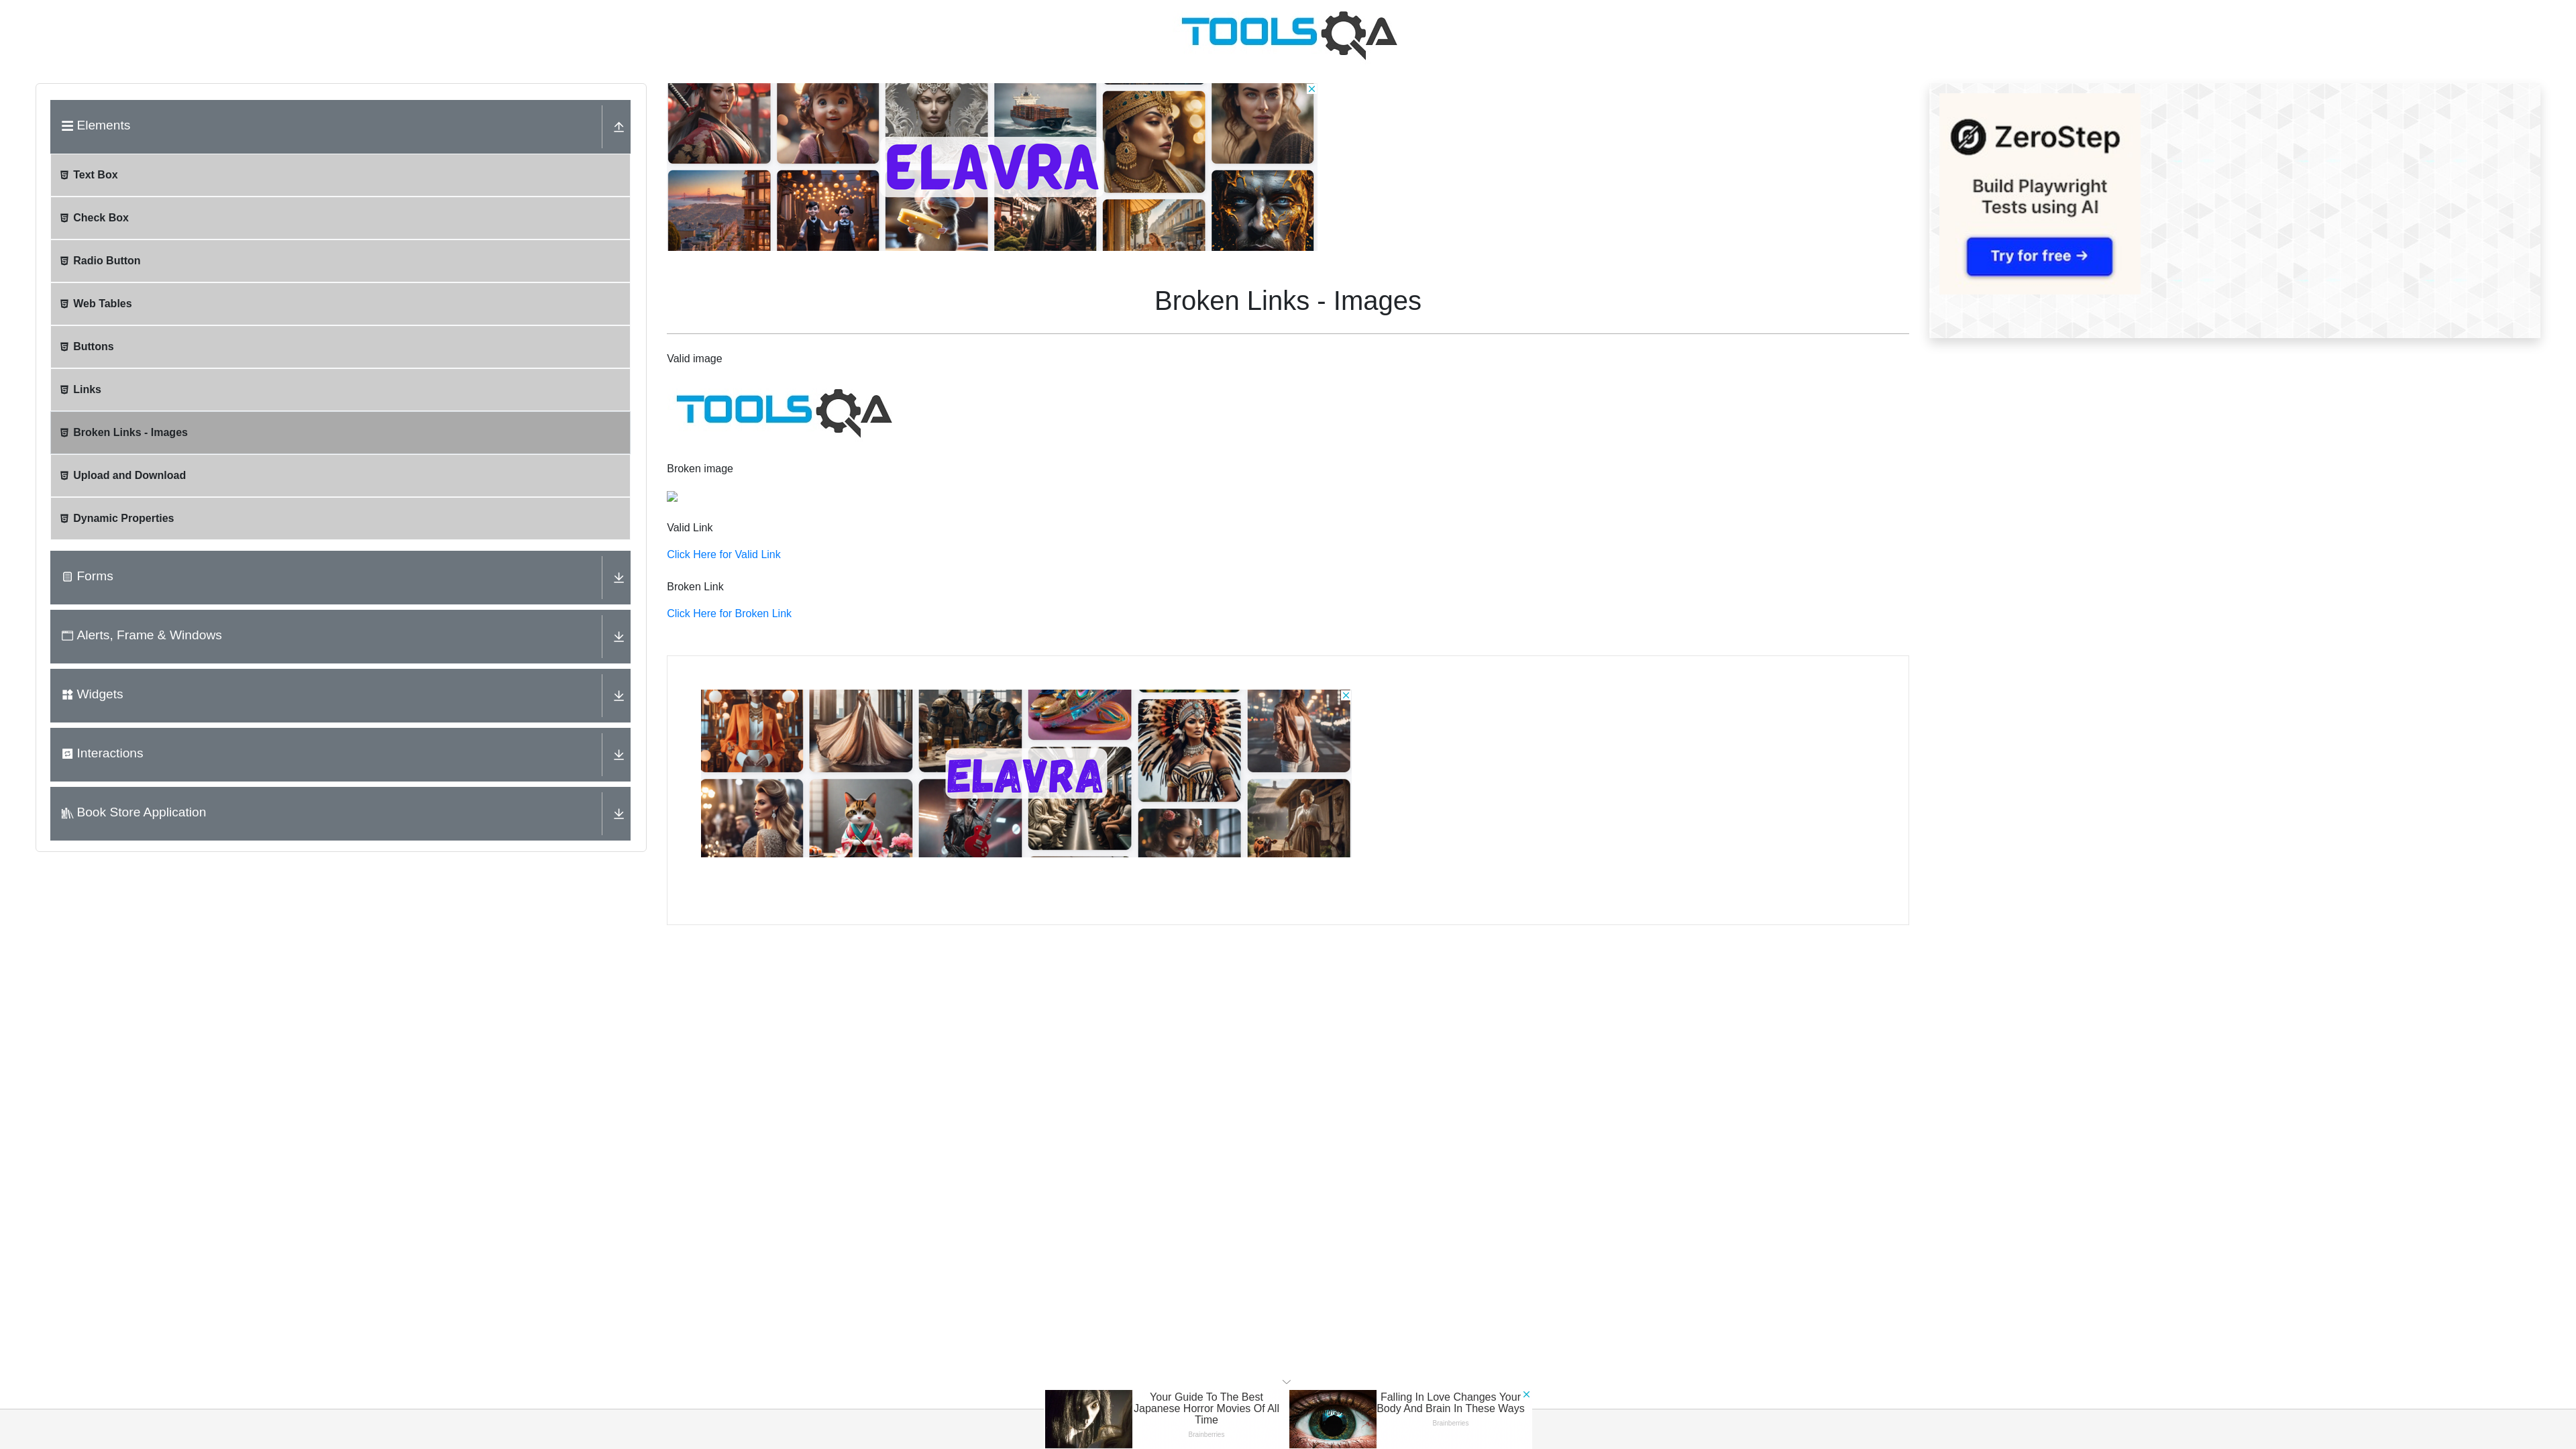 TOOLSQA
Elements
Text Box
Check Box
Radio Button
Web Tables
Buttons
Links
Broken Links - Images
Upload and Download
Dynamic Properties
Forms
Alerts, Frame & Windows
Widgets
Interactions
Book Store Application
ELAVRA
Broken Links - Images
Valid image
TOOLSQA
Broken image
Valid Link
Click Here for Valid Link
Broken Link
Click Here for Broken Link
ELAVRA
ZeroStep
Build Playwright
Tests using AI
Try for free →
Your Guide To The Best
Japanese Horror Movies Of All
Time
Brainberries
Falling In Love Changes Your
Body And Brain In These Ways
Brainberries